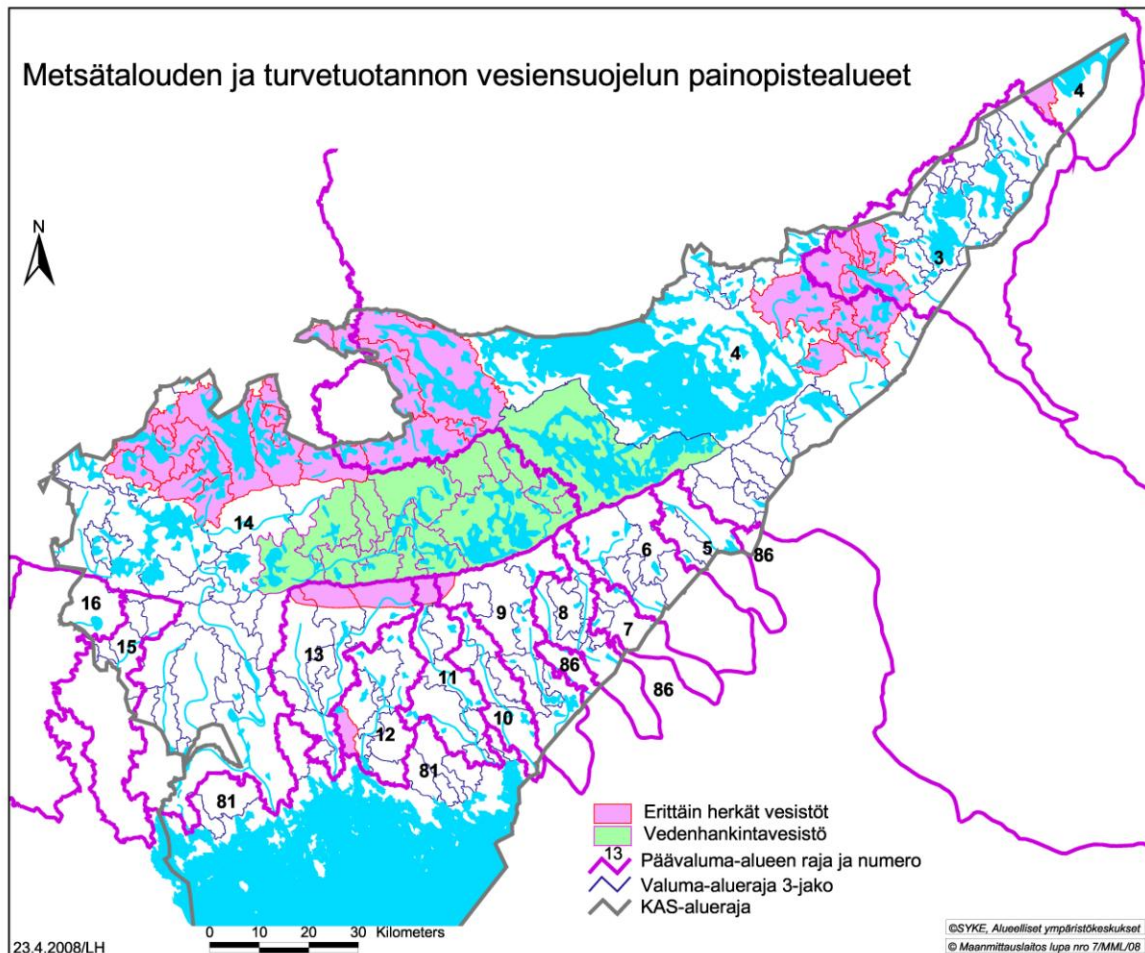 Metsätalouden ja turvetuotannon vesiensuojelun painopistealueet
4
N
3
4
14
16
15
13
9
8
6
5
86
7
86
86
11
10
12
81
81
Erittäin herkät vesistöt
Vedenhankintavesistö
13
Päävaluma-alueen raja ja numero
Valuma-alueraja 3-jako
KAS-alueraja
0 10 20 30 Kilometers
23.4.2008/LH
©SYKE, Alueelliset ympäristökeskukset
© Maanmittauslaitos lupa nro 7/MML/08